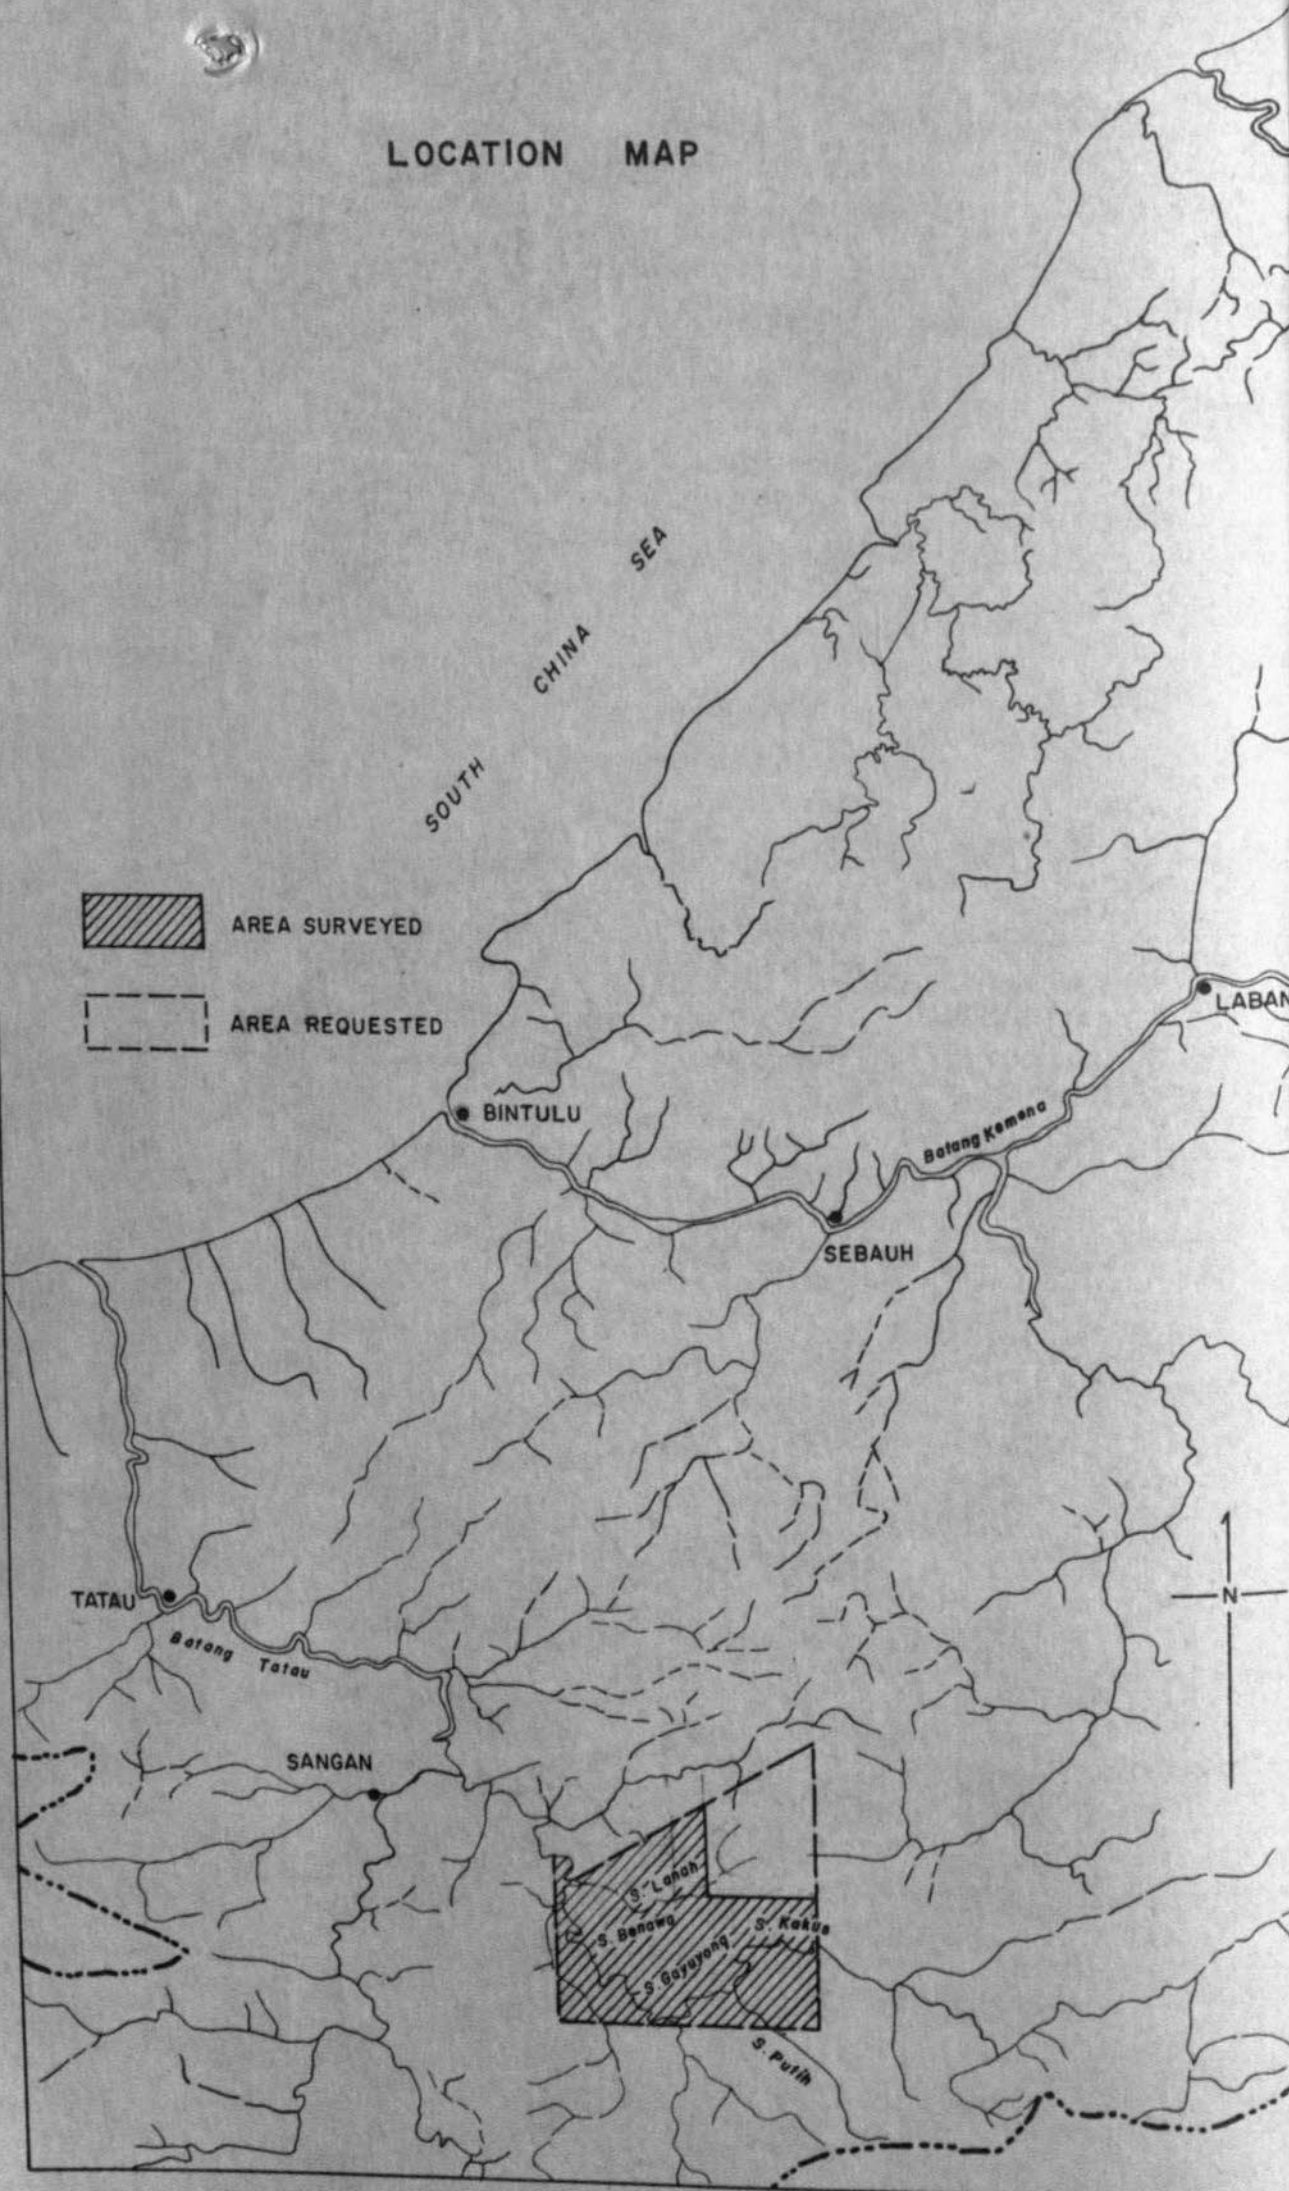 LOCATION MAP
SOUTH CHINA SEA
AREA SURVEYED
AREA REQUESTED
LABAN
BINTULU
Batang Kemena
SEBAUH
TATAU
N
Batang Tatau
SANGAN
S. Lanah
S. Benawa
S. Kakus
S. Gayuyong
S. Putih